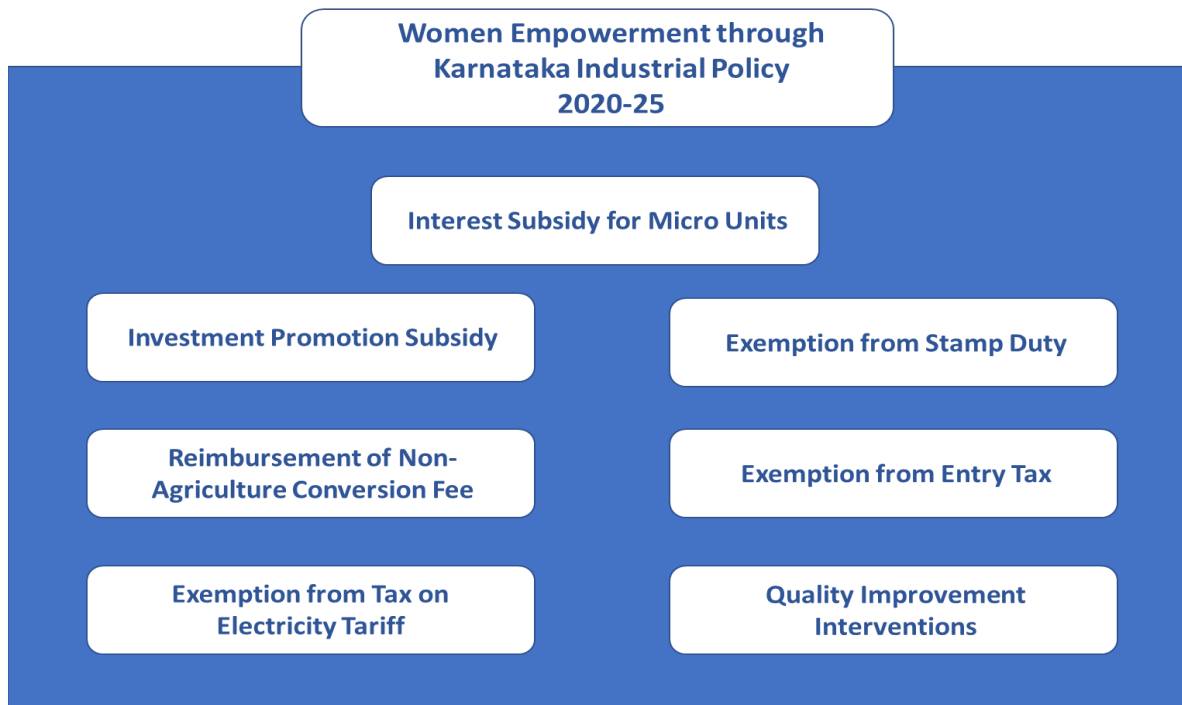 Women Empowerment through
Karnataka Industrial Policy
2020-25
Interest Subsidy for Micro Units
Investment Promotion Subsidy
Exemption from Stamp Duty
Reimbursement of Non-
Agriculture Conversion Fee
Exemption from Entry Tax
Exemption from Tax on
Electricity Tariff
Quality Improvement
Interventions